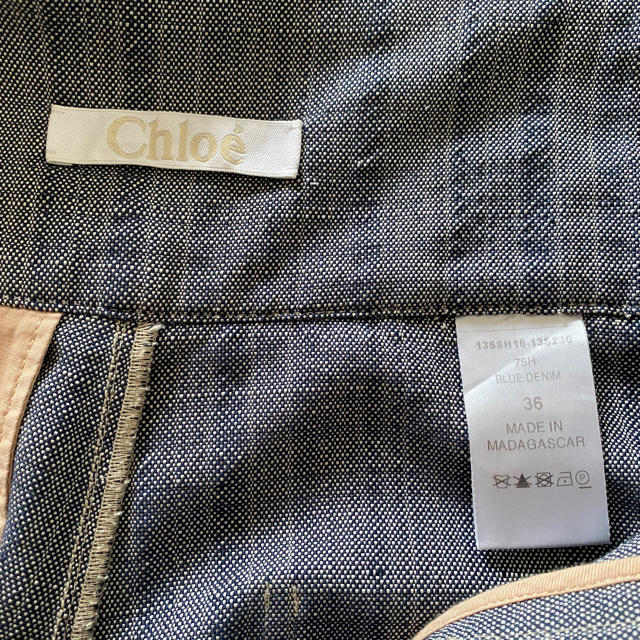 Chloé
13SSH16-13S230
75H
BLUE DENIM
36
MADE IN
MADAGASCAR
P